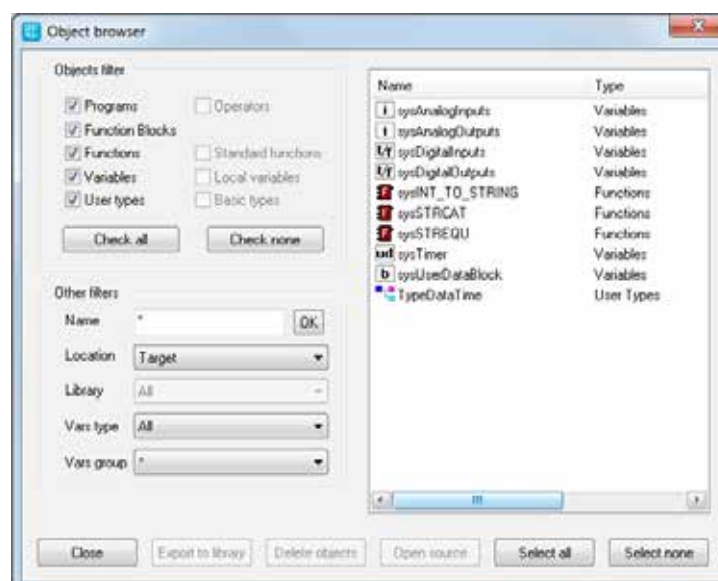 Object browser
Objects filter
Programs
Operators
Function Blocks
Functions
Standard functions
Variables
Local variables
User types
Basic types
Check all
Check none
Other filters
Name
*
OK
Location
Target
Library
All
Vars type
All
Vars group
*
Name Type
sysAnalogInputs Variables
sysAnalogOutputs Variables
sysDigitalInputs Variables
sysDigitalOutputs Variables
sysINT_TO_STRING Functions
sysSTRCAT Functions
sysSTREQU Functions
sysTimer Variables
sysUserDataBlock Variables
TypeDataTime User Types
Close
Export to library
Delete objects
Open source
Select all
Select none